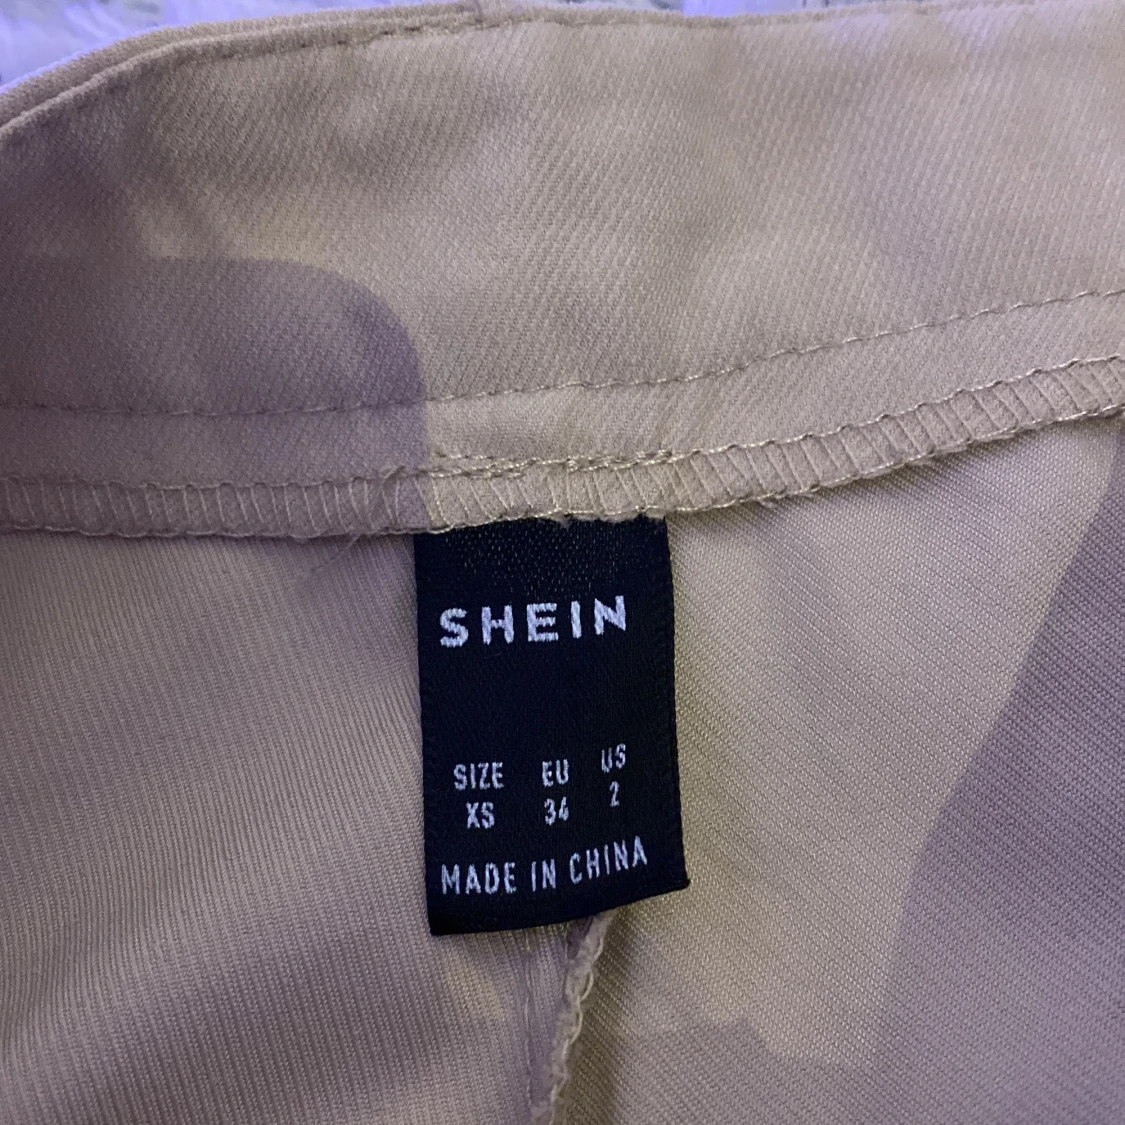 SHEIN
SIZE EU US
XS 34 2
MADE IN CHINA